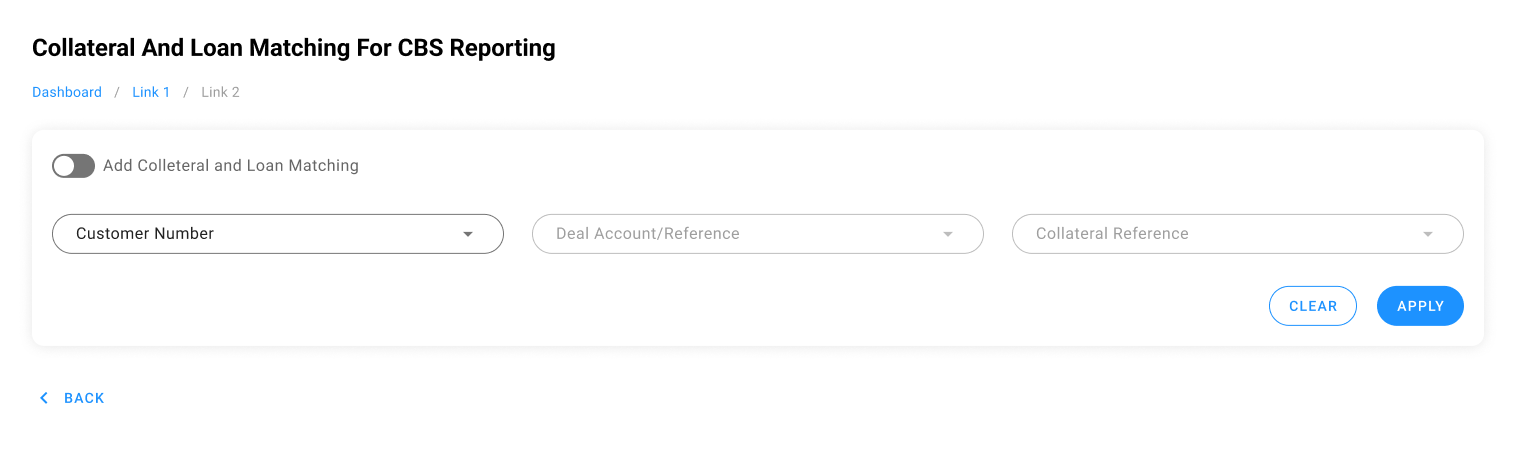 Collateral And Loan Matching For CBS Reporting
Dashboard / Link 1 / Link 2
Add Colleteral and Loan Matching
Customer Number Deal Account/Reference Collateral Reference
CLEAR APPLY
BACK